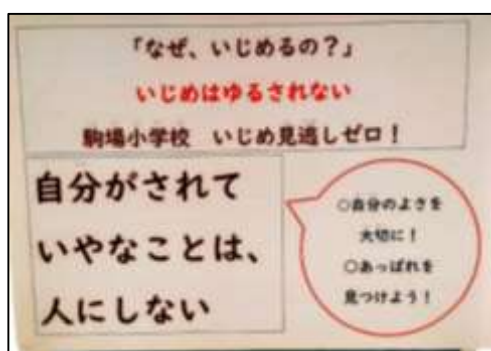 「なぜ、いじめるの？」
いじめはゆるされない
駒場小学校　いじめ見逃しゼロ！
自分がされて
いやなことは、
人にしない
○自分のよさを
大切に！
○あっぱれを
見つけよう！